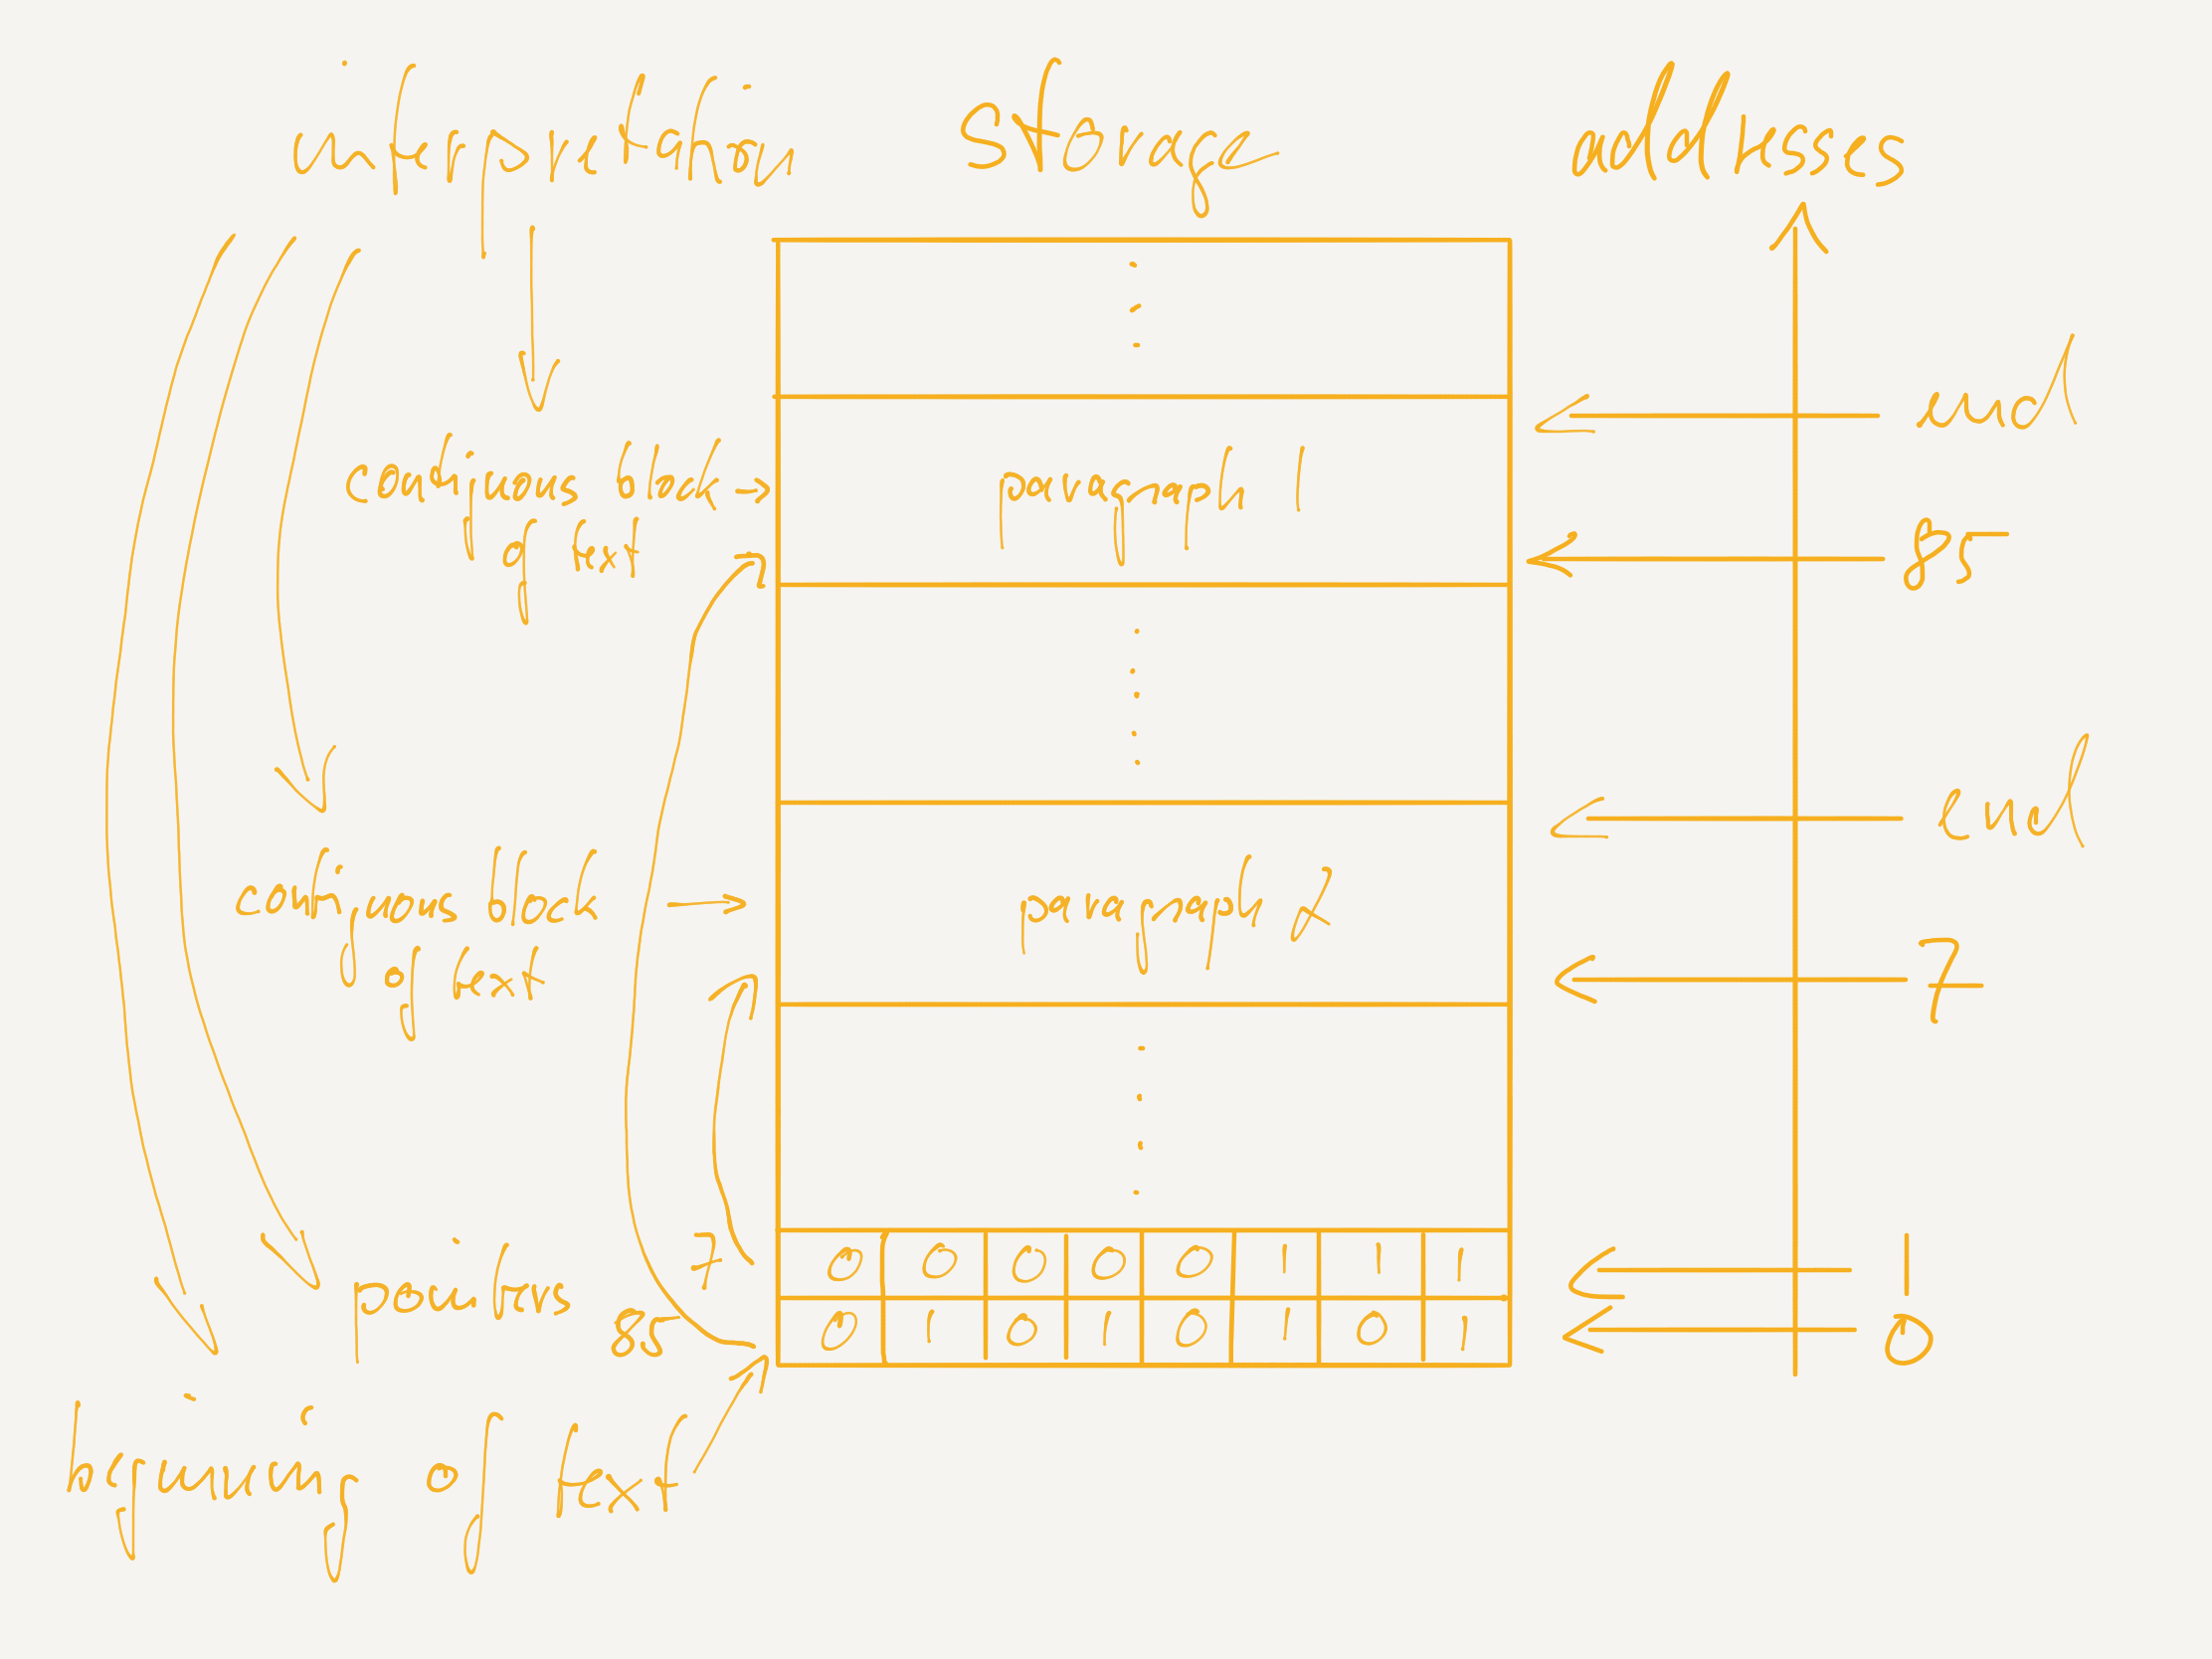 interpretation storage addresses
end
contiguous block paragraph 1
of text
85
end
contiguous block paragraph 2
of text
7
7 0 0 0 0 0 1 1 1 1
pointers
85 0 1 0 1 0 1 0 1 0
beginning of text